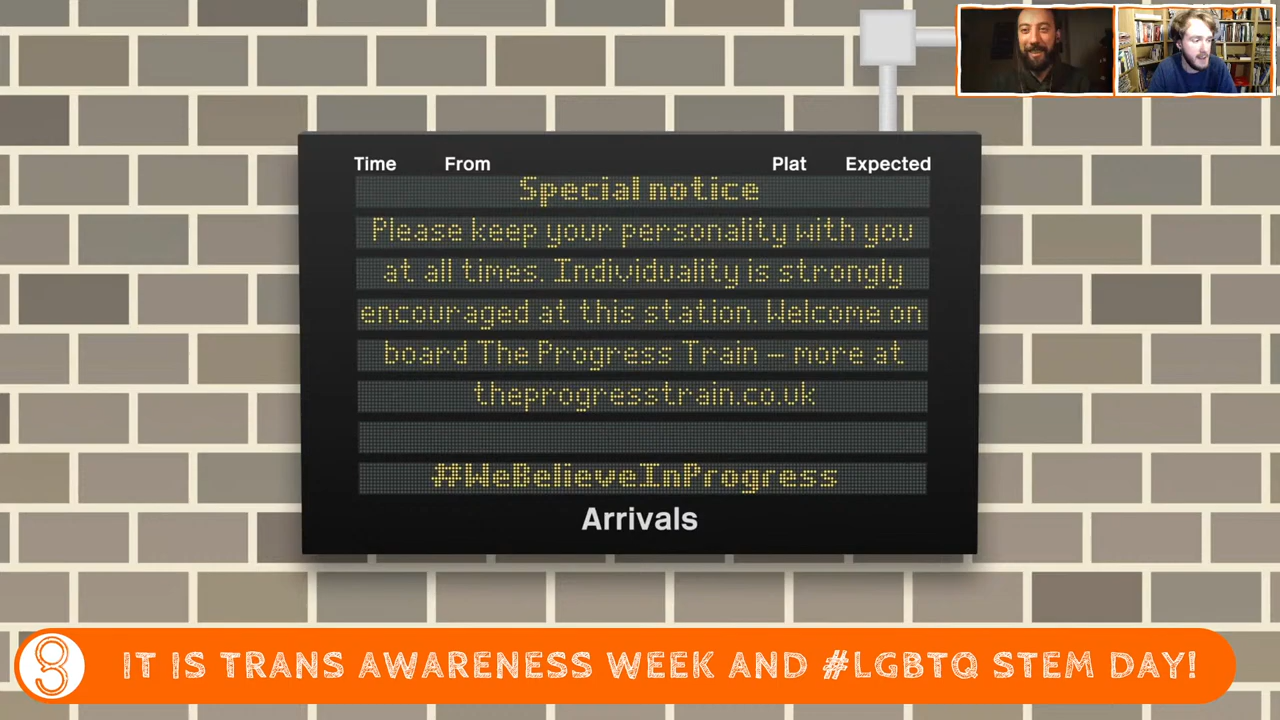 Time From Plat Expected
Special notice
Please keep your personality with you
at all times. Individuality is strongly
encouraged at this station. Welcome on
board The Progress Train – more at
theprogresstrain.co.uk
#WeBelieveInProgress
Arrivals
IT IS TRANS AWARENESS WEEK AND #LGBTQ STEM DAY!